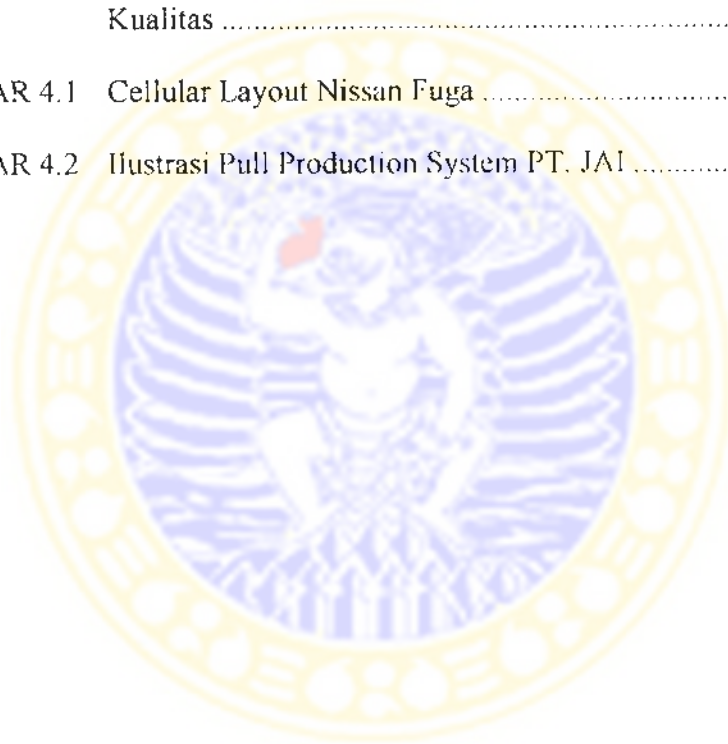 Kualitas ........................................................
AR 4.1 Cellular Layout Nissan Fuga ............................
AR 4.2 Ilustrasi Pull Production System PT. JAI ............